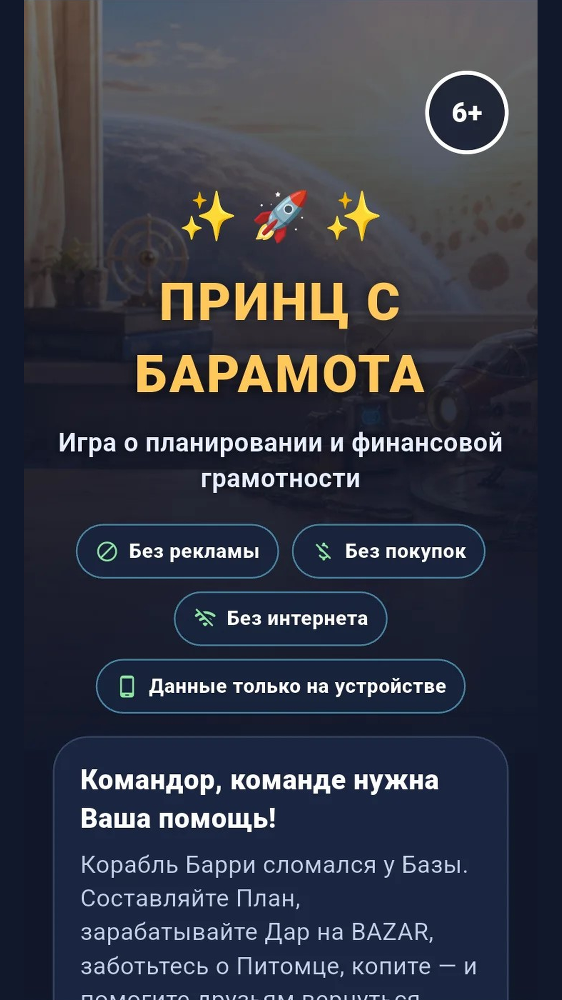 6+
ПРИНЦ С
БАРАМОТА
Игра о планировании и финансовой
грамотности
Без рекламы
Без покупок
Без интернета
Данные только на устройстве
Командор, команде нужна
Ваша помощь!
Корабль Барри сломался у Базы.
Составляйте План,
зарабатывайте Дар на BAZAR,
заботьтесь о Питомце, копите — и
помогите друзьям вернуться